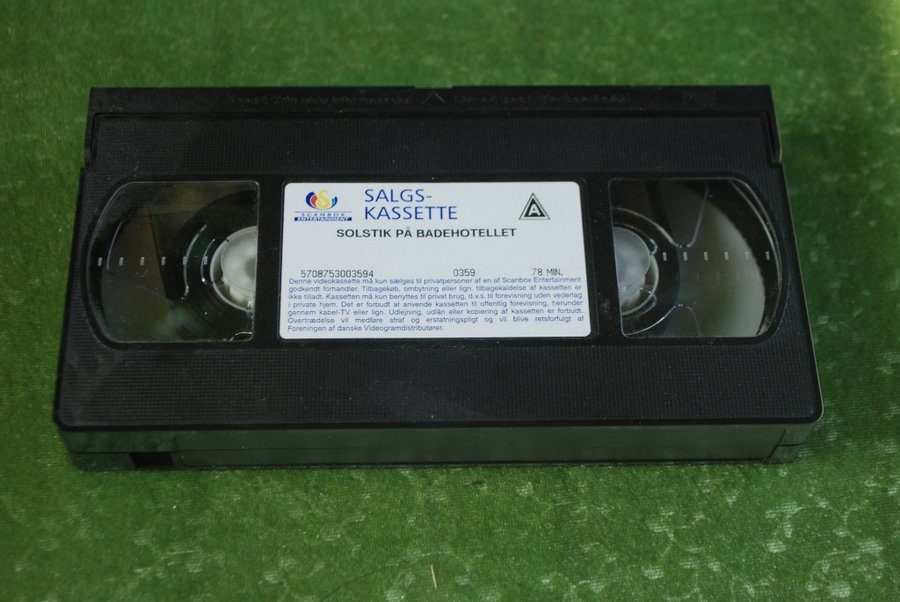 SCANBOX
ENTERTAINMENT
SALGS-
KASSETTE
A
SOLSTIK PÅ BADEHOTELLET
5708753003594 0359 78 MIN.
Denne videokassette må kun sælges til privatpersoner af en af Scanbox Entertainment
godkendt forhandler. Tilbagekøb, ombytning eller lign. tilbagekaldelse af kassetten er
ikke tilladt. Kassetten må kun benyttes til privat brug, d.v.s. til forevisning uden vederlag
i private hjem. Det er forbudt at anvende kassetten til offentlig forevisning, herunder
gennem kabel-TV eller lign. Udlejning, udlån eller kopiering af kassetten er forbudt.
Overtrædelse vil medføre straf og erstatningspligt og vil blive retsforfulgt af
Foreningen af danske Videogramdistributører.